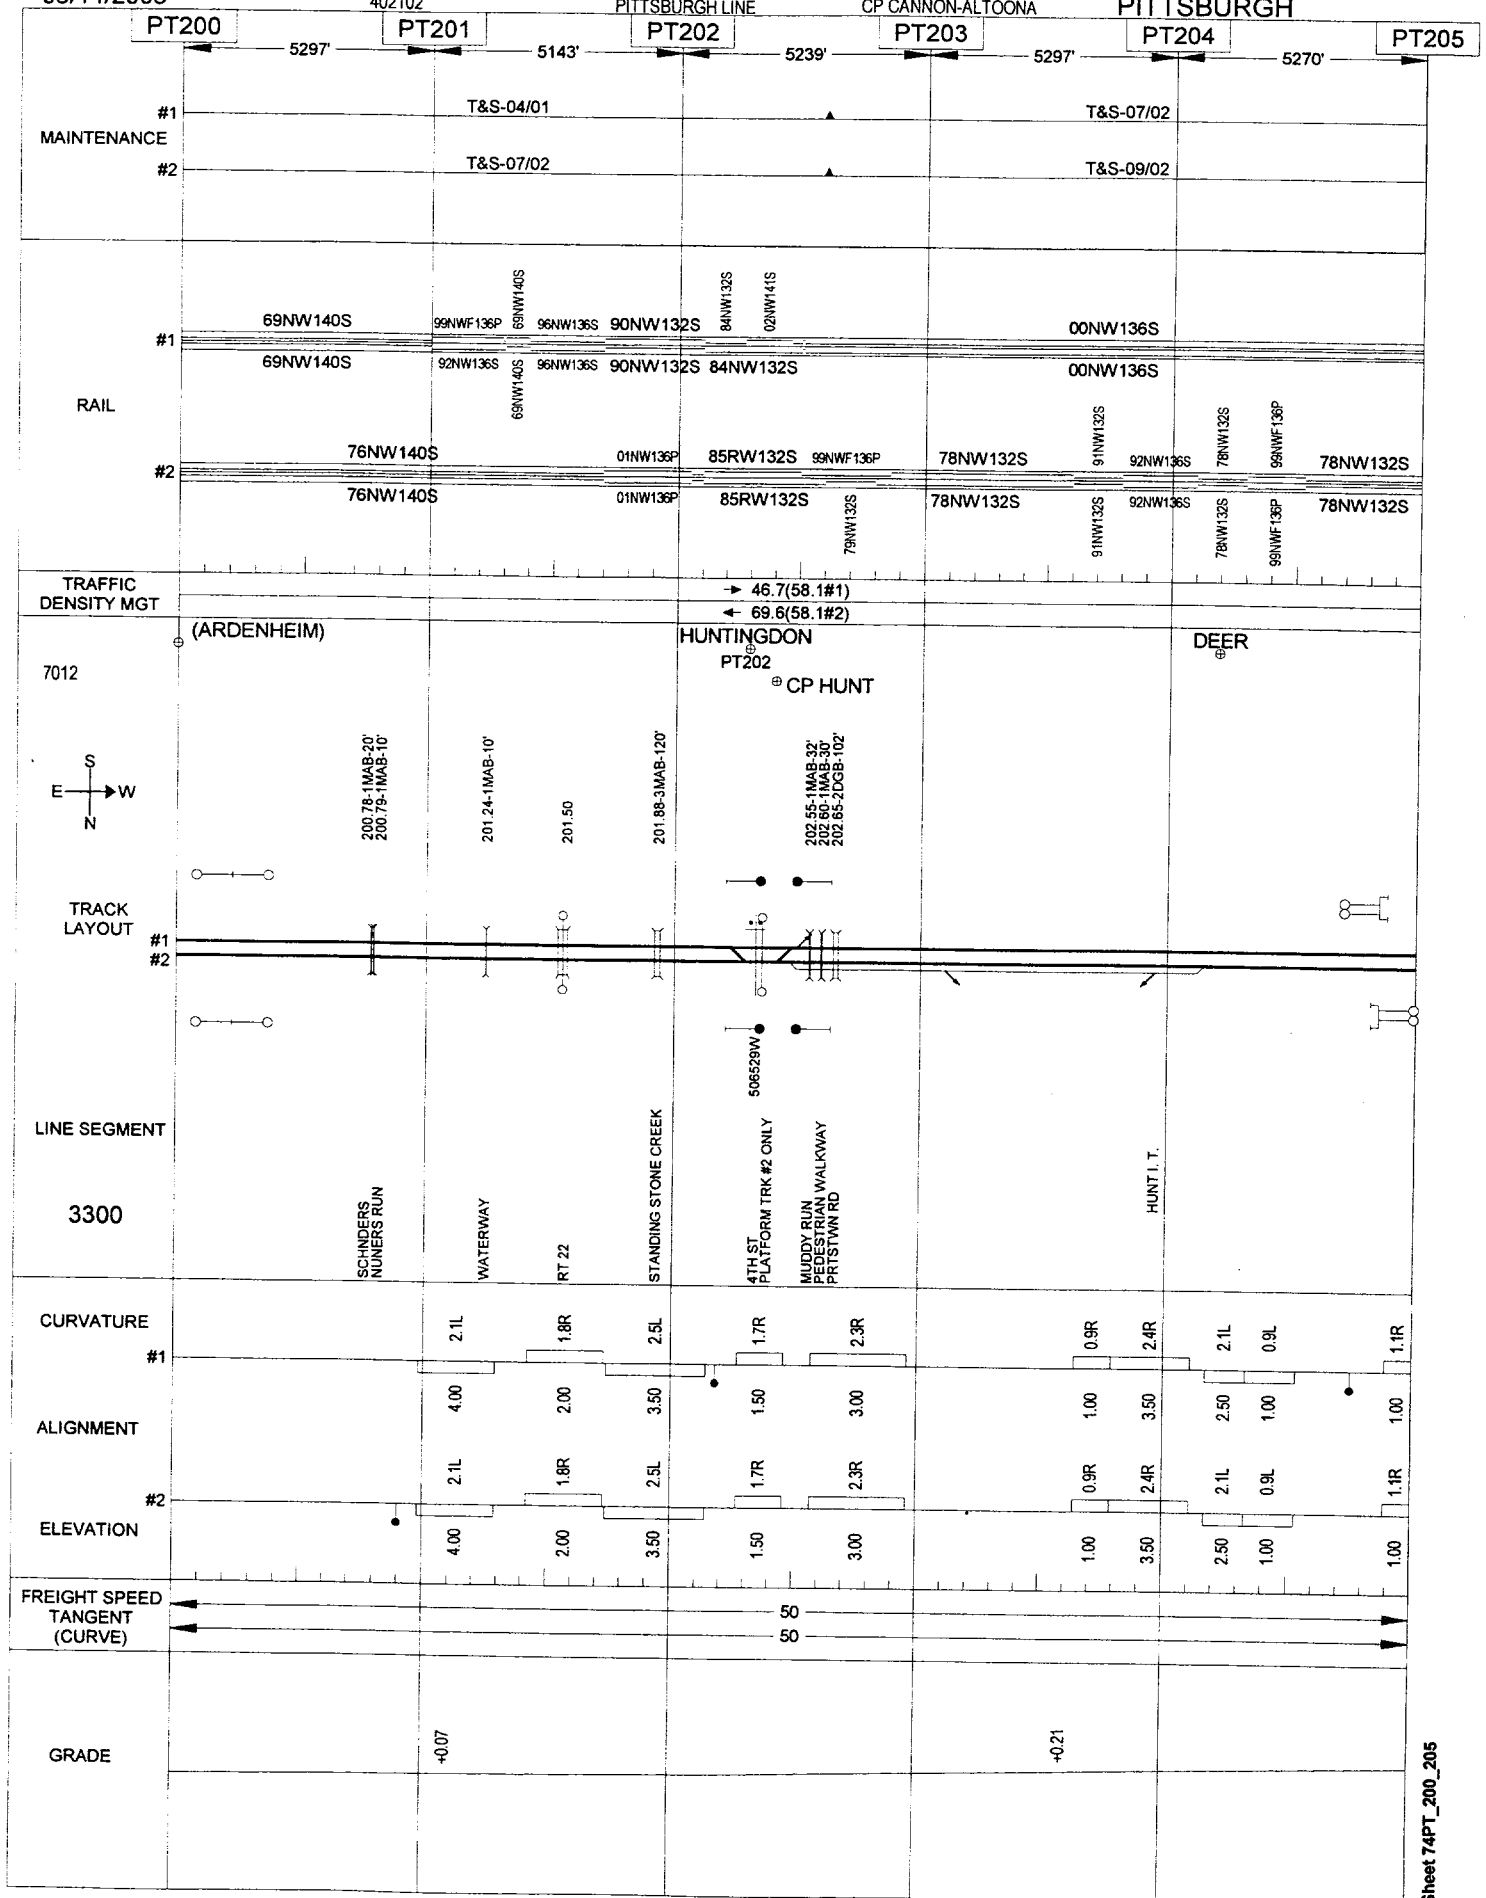 402102 PITTSBURGH LINE CP CANNON-ALTOONA PITTSBURGH
PT200 PT201 PT202 PT203 PT204 PT205
5297' 5143' 5239' 5297' 5270'
MAINTENANCE
#1 T&S-04/01 T&S-07/02
#2 T&S-07/02 T&S-09/02
RAIL
#1
69NW140S 99NWF136P 69NW140S 96NW136S 90NW132S 84NW132S 02NW141S 00NW136S
69NW140S 92NW136S 69NW140S 96NW136S 90NW132S 84NW132S 00NW136S
#2
76NW140S 01NW136P 85RW132S 99NWF136P 78NW132S 91NW132S 92NW136S 78NW132S 99NWF136P 78NW132S
76NW140S 01NW136P 85RW132S 79NW132S 78NW132S 91NW132S 92NW136S 78NW132S 99NWF136P 78NW132S
TRAFFIC
DENSITY MGT
→ 46.7(58.1#1)
← 69.6(58.1#2)
(ARDENHEIM) HUNTINGDON DEER
PT202
CP HUNT
7012
S
E W
N
200.78-1MAB-20'
200.79-1MAB-10'
201.24-1MAB-10'
201.50
201.88-3MAB-120'
202.55-1MAB-32'
202.60-1MAB-30'
202.65-2DGB-102'
TRACK
LAYOUT
#1
#2
506529W
LINE SEGMENT
3300
SCHNDERS
NUNERS RUN
WATERWAY
RT 22
STANDING STONE CREEK
4TH ST
PLATFORM TRK #2 ONLY
MUDDY RUN
PEDESTRIAN WALKWAY
PRTSTWN RD
HUNT I. T.
CURVATURE
#1
2.1L 1.8R 2.5L 1.7R 2.3R 0.9R 2.4R 2.1L 0.9L 1.1R
4.00 2.00 3.50 1.50 3.00 1.00 3.50 2.50 1.00 1.00
ALIGNMENT
#2
2.1L 1.8R 2.5L 1.7R 2.3R 0.9R 2.4R 2.1L 0.9L 1.1R
4.00 2.00 3.50 1.50 3.00 1.00 3.50 2.50 1.00 1.00
ELEVATION
FREIGHT SPEED
TANGENT
(CURVE)
50
50
GRADE
+0.07 +0.21
Sheet 74PT_200_205